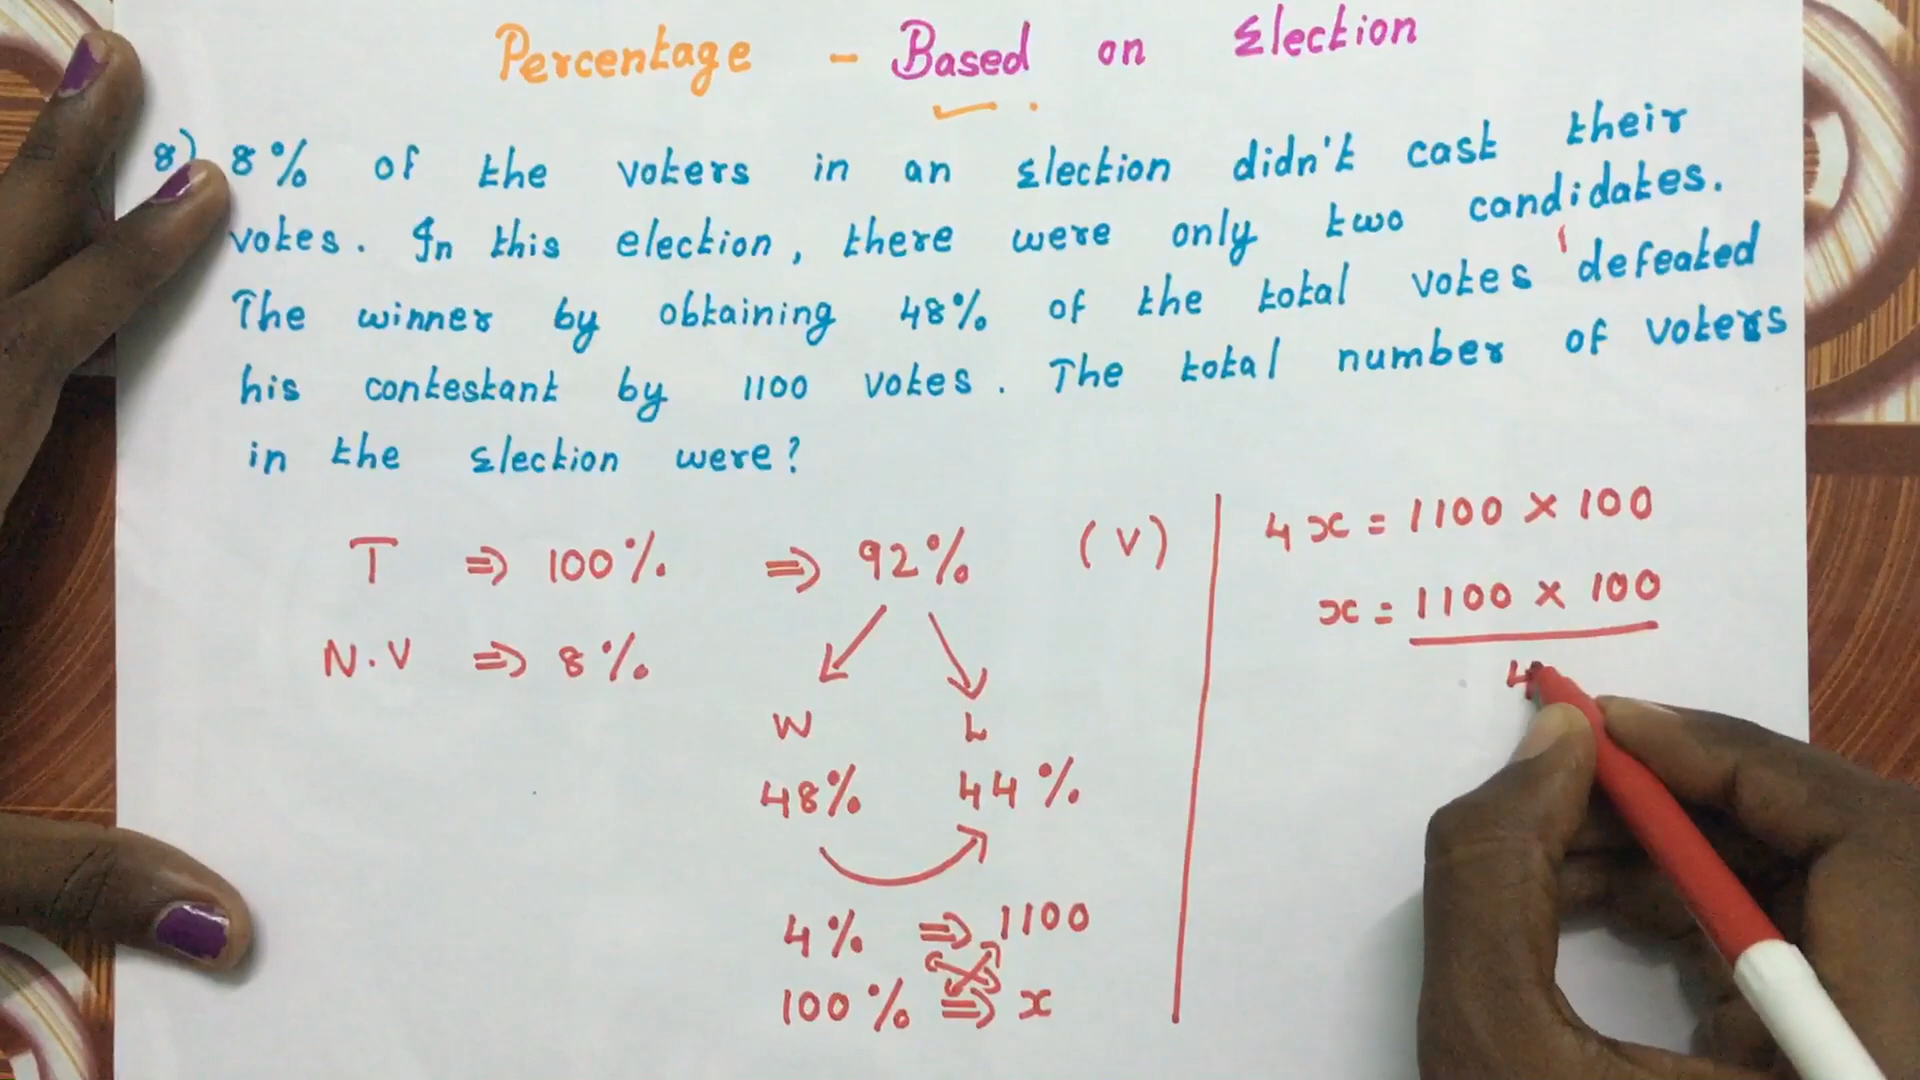 Percentage - Based on Election
8) 8% of the voters in an Election didn't cast their
votes. In this election, there were only two candidates.
The winner by obtaining 48% of the total votes defeated
his contestant by 1100 votes. The total number of voters
in the Election were?
T ⇒ 100% ⇒ 92% (V)
N.V ⇒ 8%
W L
48% 44%
4% ⇒ 1100
100% ⇒ x
4x = 1100 × 100
x = 1100 × 100
4